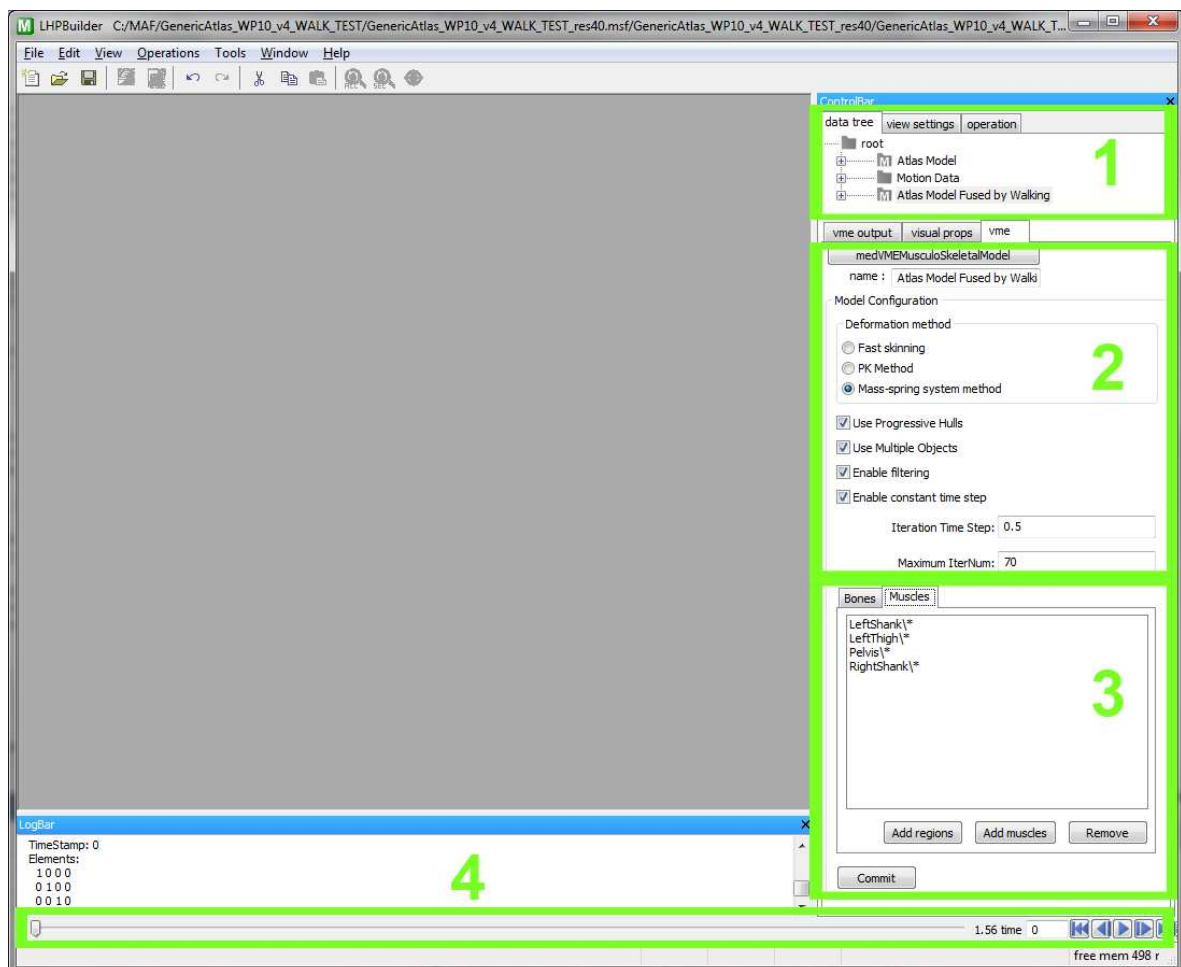 LHPBuilder C:/MAF/GenericAtlas_WP10_v4_WALK_TEST/GenericAtlas_WP10_v4_WALK_TEST_res40.msf/GenericAtlas_WP10_v4_WALK_TEST_res40/GenericAtlas_WP10_v4_WALK_T...
File Edit View Operations Tools Window Help
ALL SEL
ControlBar
data tree view settings operation
root
Atlas Model
Motion Data
Atlas Model Fused by Walking
1
vme output visual props vme
medVMEMusculoSkeletalModel
name : Atlas Model Fused by Walki
Model Configuration
Deformation method
Fast skinning
PK Method
Mass-spring system method
2
Use Progressive Hulls
Use Multiple Objects
Enable filtering
Enable constant time step
Iteration Time Step: 0.5
Maximum IterNum: 70
Bones Muscles
LeftShank\*
LeftThigh\*
Pelvis\*
RightShank\*
3
Add regions Add muscles Remove
Commit
LogBar
TimeStamp: 0
Elements:
1 0 0 0
0 1 0 0
0 0 1 0
4
1.56 time 0
free mem 498 r